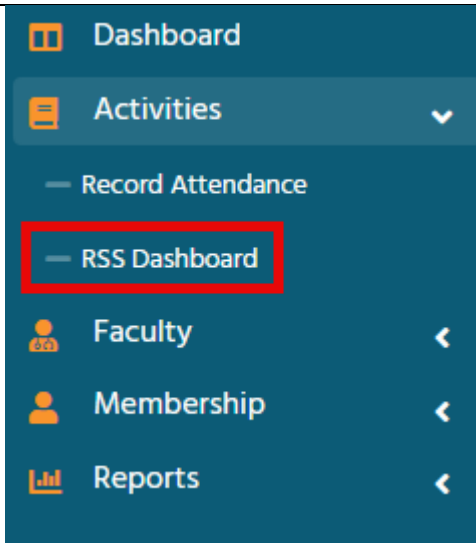 Dashboard
Activities
Record Attendance
RSS Dashboard
Faculty
Membership
Reports